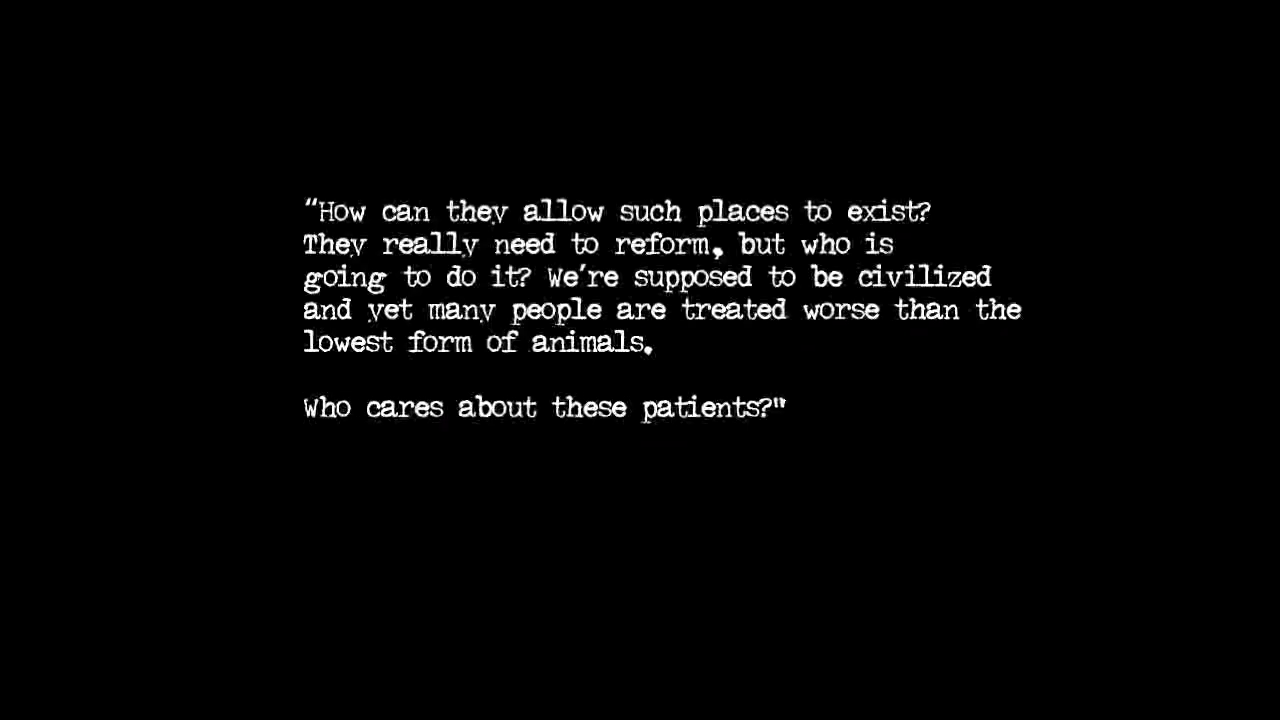 “How can they allow such places to exist?
They really need to reform, but who is
going to do it? We're supposed to be civilized
and yet many people are treated worse than the
lowest form of animals.
Who cares about these patients?"